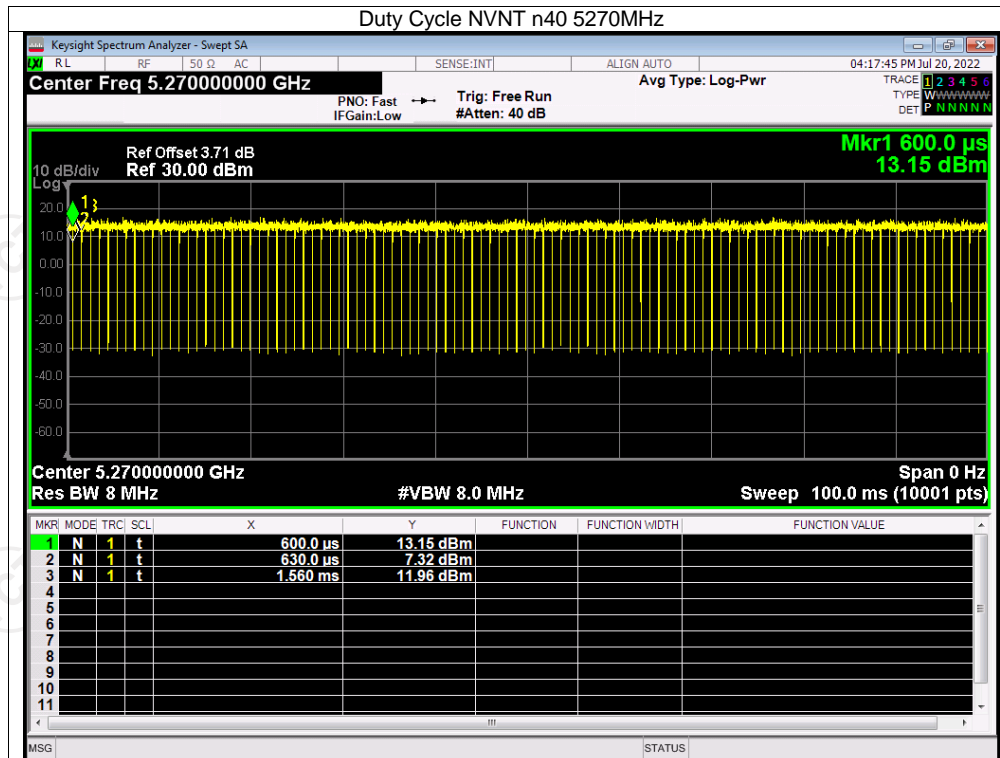 Duty Cycle NVNT n40 5270MHz
Keysight Spectrum Analyzer - Swept SA
LXI RL RF 50 Ω AC SENSE:INT ALIGN AUTO 04:17:45 PM Jul 20, 2022
Center Freq 5.270000000 GHz
PNO: Fast
IFGain:Low
Trig: Free Run
#Atten: 40 dB
Avg Type: Log-Pwr
TRACE 1 2 3 4 5 6
TYPE WWWWWW
DET P N N N N N
Mkr1 600.0 µs
13.15 dBm
10 dB/div
Log
Ref Offset 3.71 dB
Ref 30.00 dBm
1
2
3
20.0
10.0
0.00
-10.0
-20.0
-30.0
-40.0
-50.0
-60.0
Center 5.270000000 GHz Span 0 Hz
Res BW 8 MHz #VBW 8.0 MHz Sweep 100.0 ms (10001 pts)
MKR MODE TRC SCL X Y FUNCTION FUNCTION WIDTH FUNCTION VALUE
1 N 1 t 600.0 µs 13.15 dBm
2 N 1 t 630.0 µs 7.32 dBm
3 N 1 t 1.560 ms 11.96 dBm
4
5
6
7
8
9
10
11
MSG STATUS